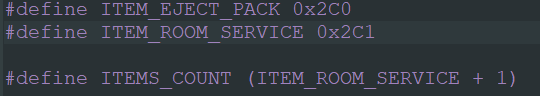 #define ITEM_EJECT_PACK 0x2C0
#define ITEM_ROOM_SERVICE 0x2C1
#define ITEMS_COUNT (ITEM_ROOM_SERVICE + 1)